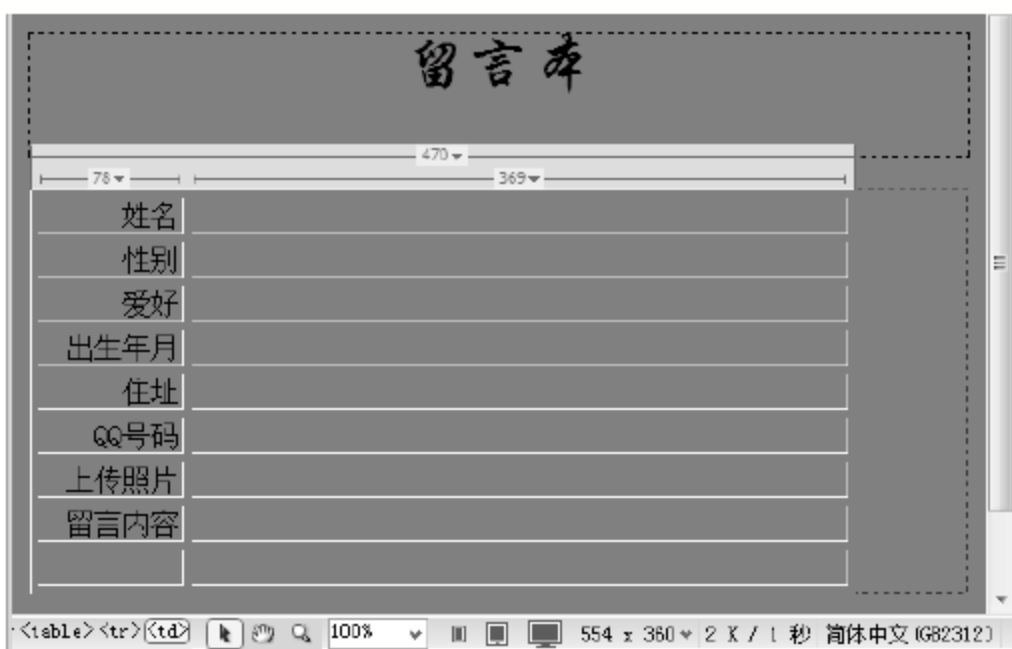 留言本
470
78 369
姓名
性别
爱好
出生年月
住址
QQ号码
上传照片
留言内容
<table><tr><td> 100% 554 x 360 2 K / 1 秒 简体中文(GB2312)